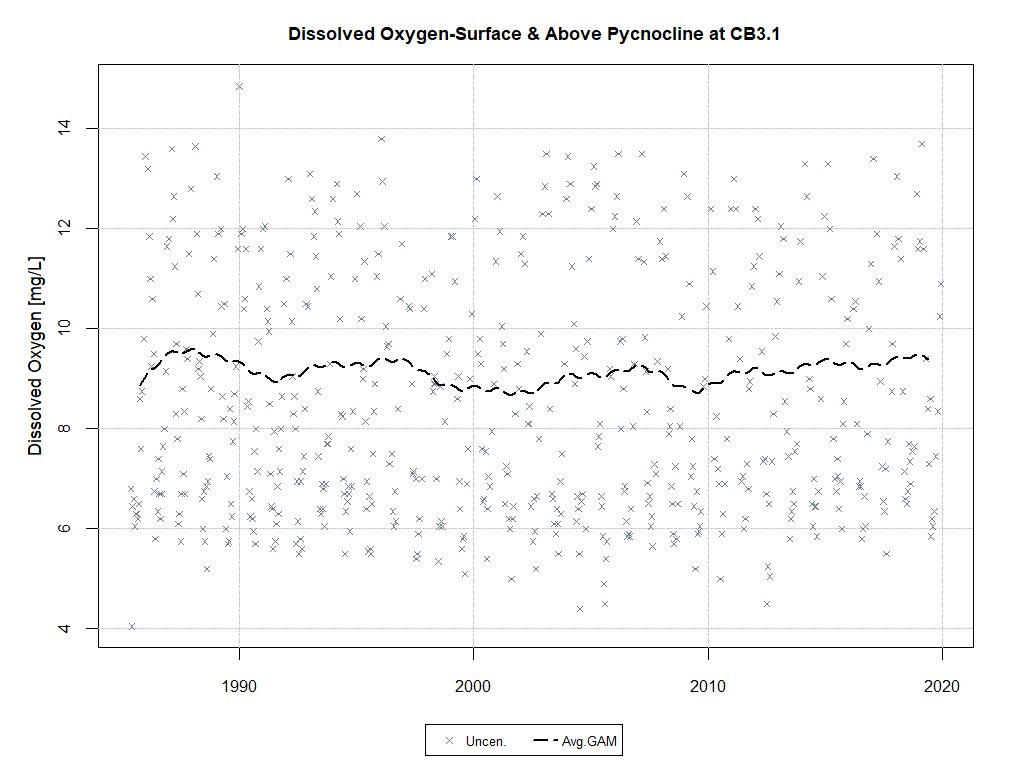 Dissolved Oxygen-Surface & Above Pycnocline at CB3.1
Dissolved Oxygen [mg/L]
14
12
10
8
6
4
1990 2000 2010 2020
Uncen. Avg.GAM